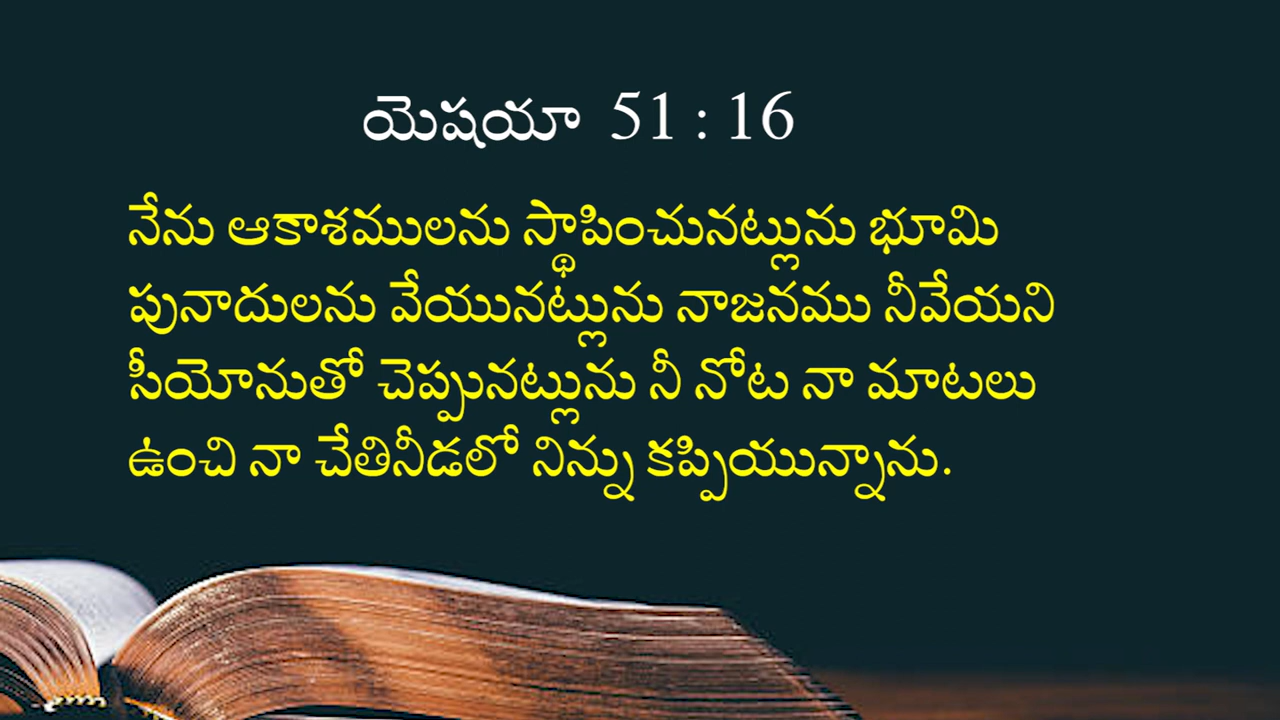 యెషయా 51 : 16
నేను ఆకాశములను స్థాపించునట్లును భూమి
పునాదులను వేయునట్లును నాజనము నీవేయని
సీయోనుతో చెప్పునట్లును నీ నోట నా మాటలు
ఉంచి నా చేతినీడలో నిన్ను కప్పియున్నాను.